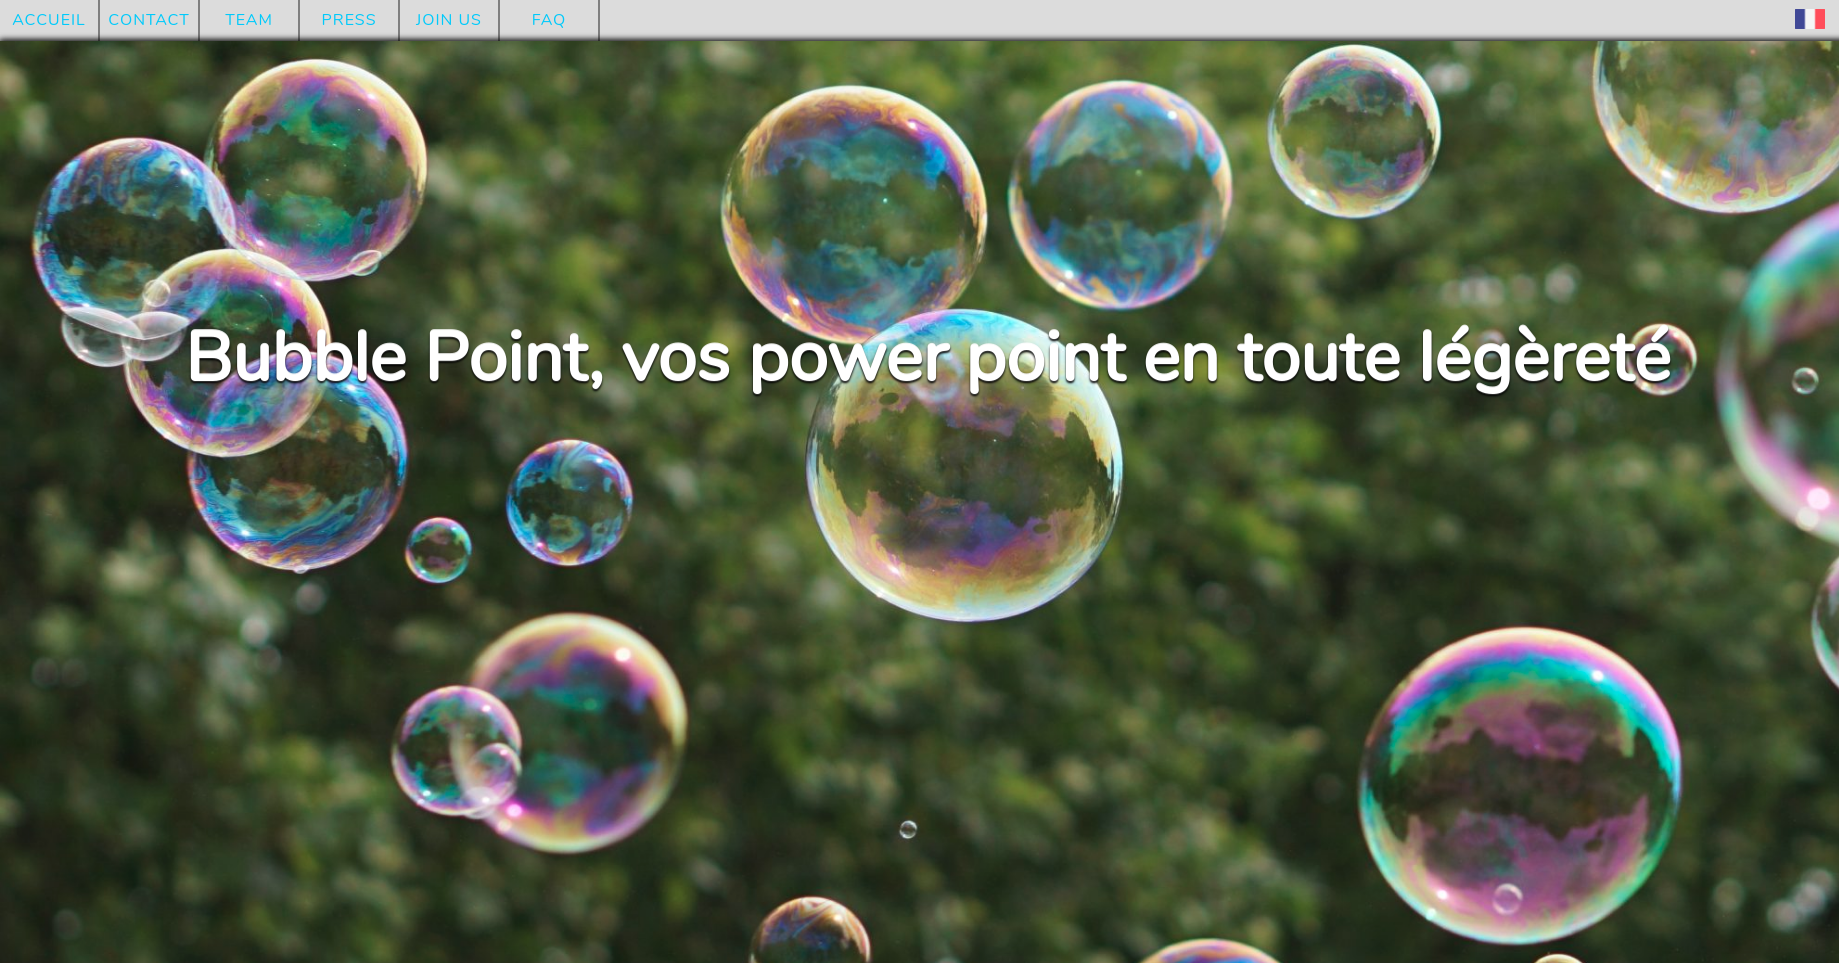 ACCUEIL CONTACT TEAM PRESS JOIN US FAQ
Bubble Point, vos power point en toute légèreté